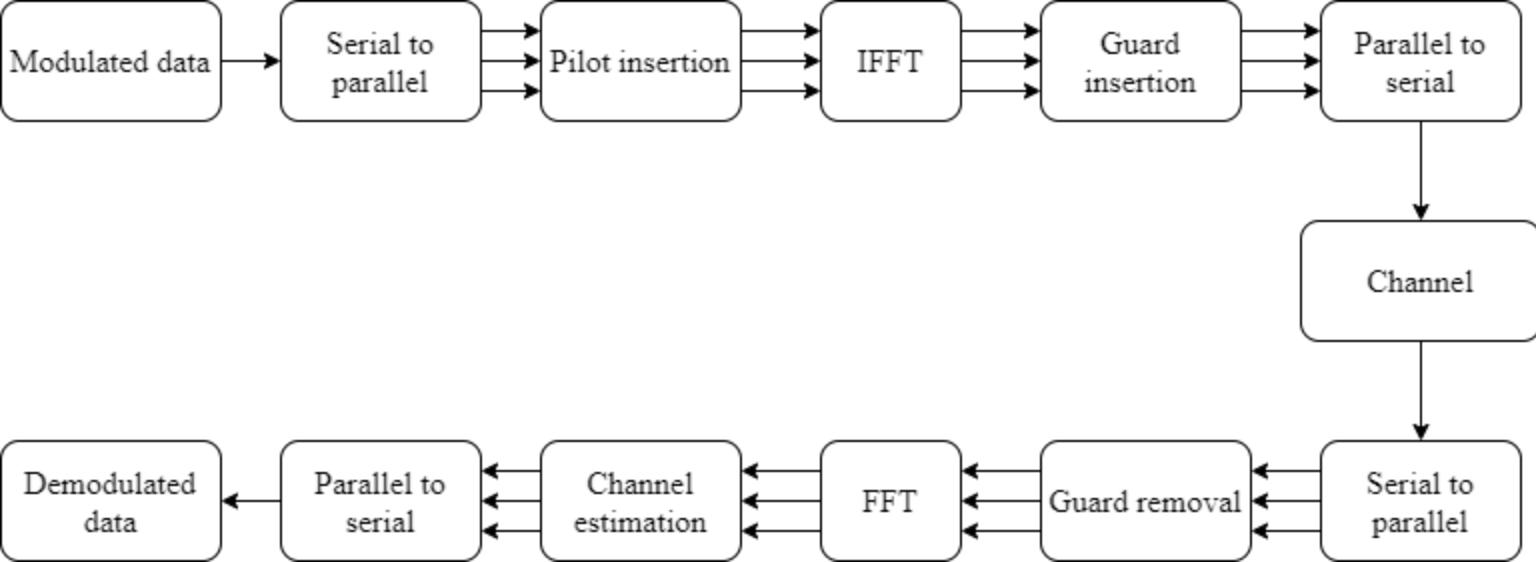 Modulated data
Serial to
parallel
Pilot insertion
IFFT
Guard
insertion
Parallel to
serial
Channel
Demodulated
data
Parallel to
serial
Channel
estimation
FFT
Guard removal
Serial to
parallel